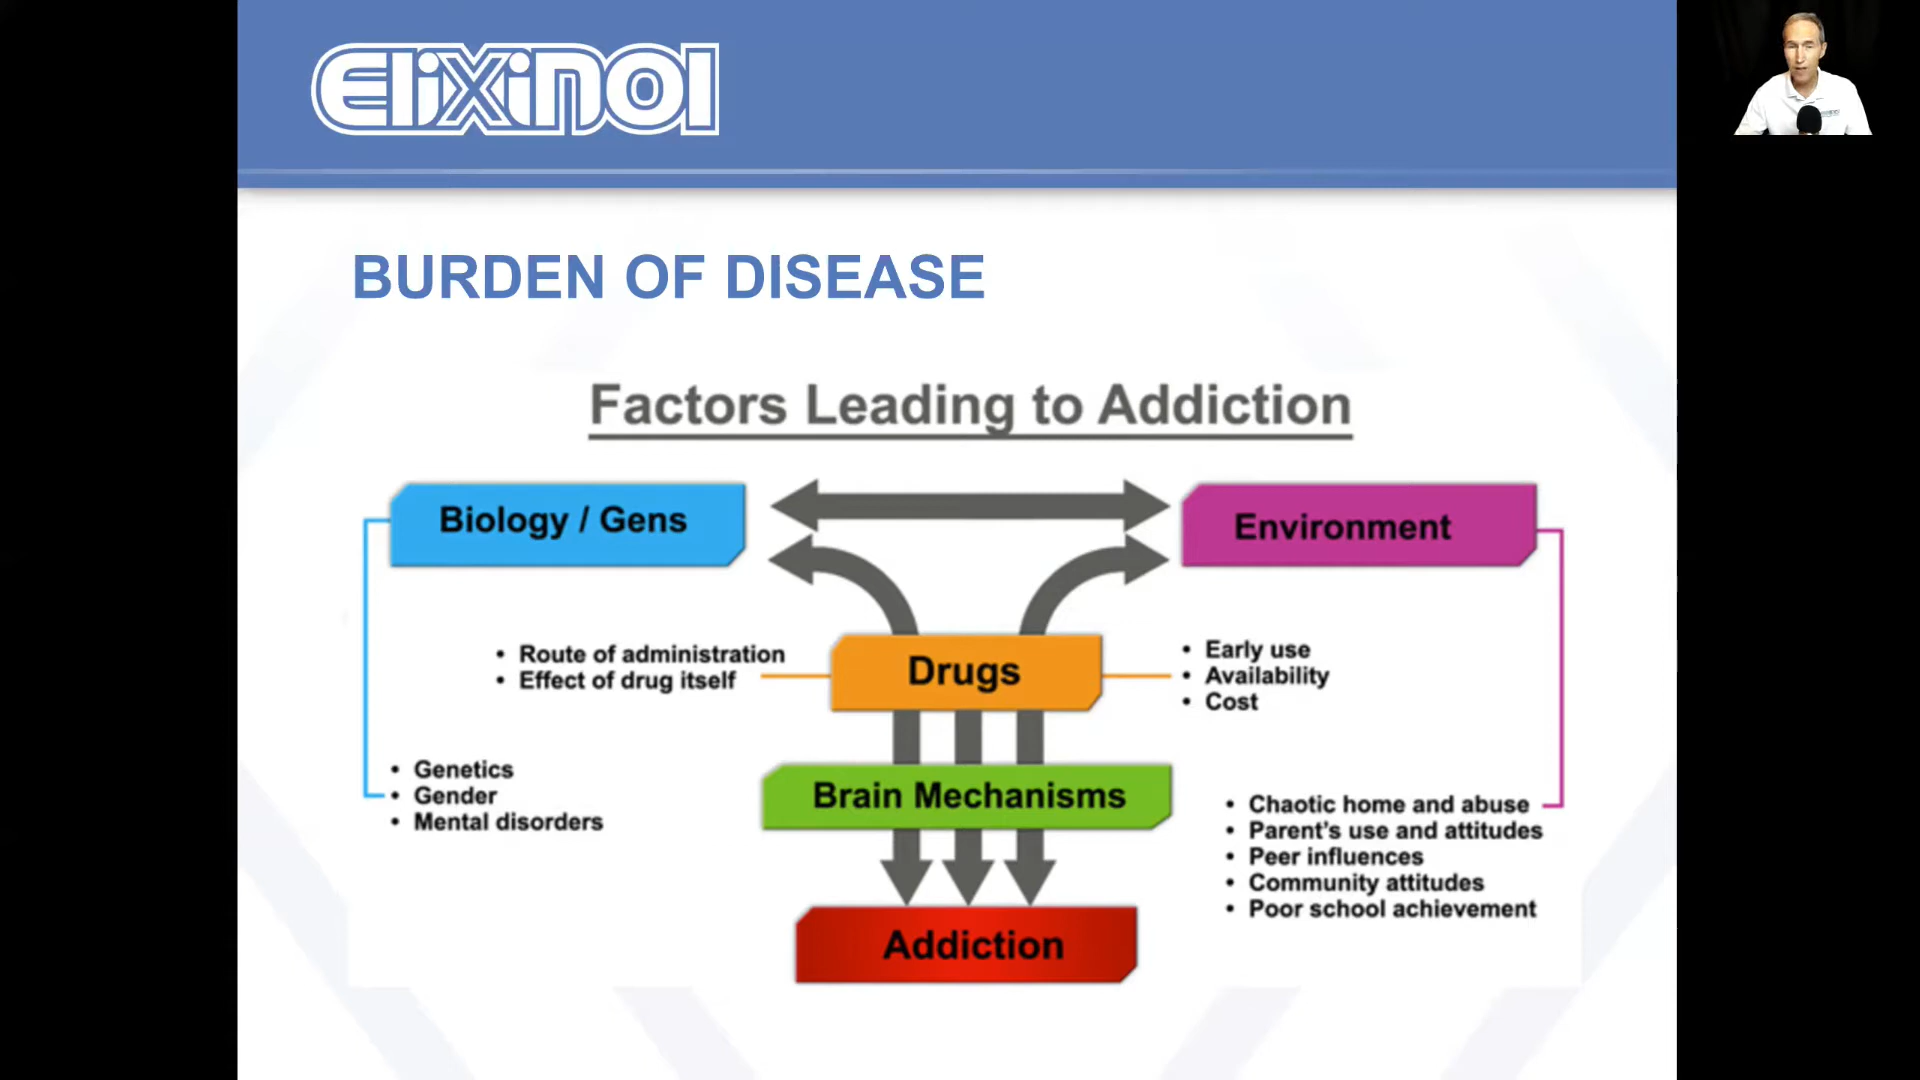 Elixinol
BURDEN OF DISEASE
Factors Leading to Addiction
Biology / Gens
Environment
• Route of administration
• Effect of drug itself
Drugs
• Early use
• Availability
• Cost
• Genetics
• Gender
• Mental disorders
Brain Mechanisms
• Chaotic home and abuse
• Parent's use and attitudes
• Peer influences
• Community attitudes
• Poor school achievement
Addiction